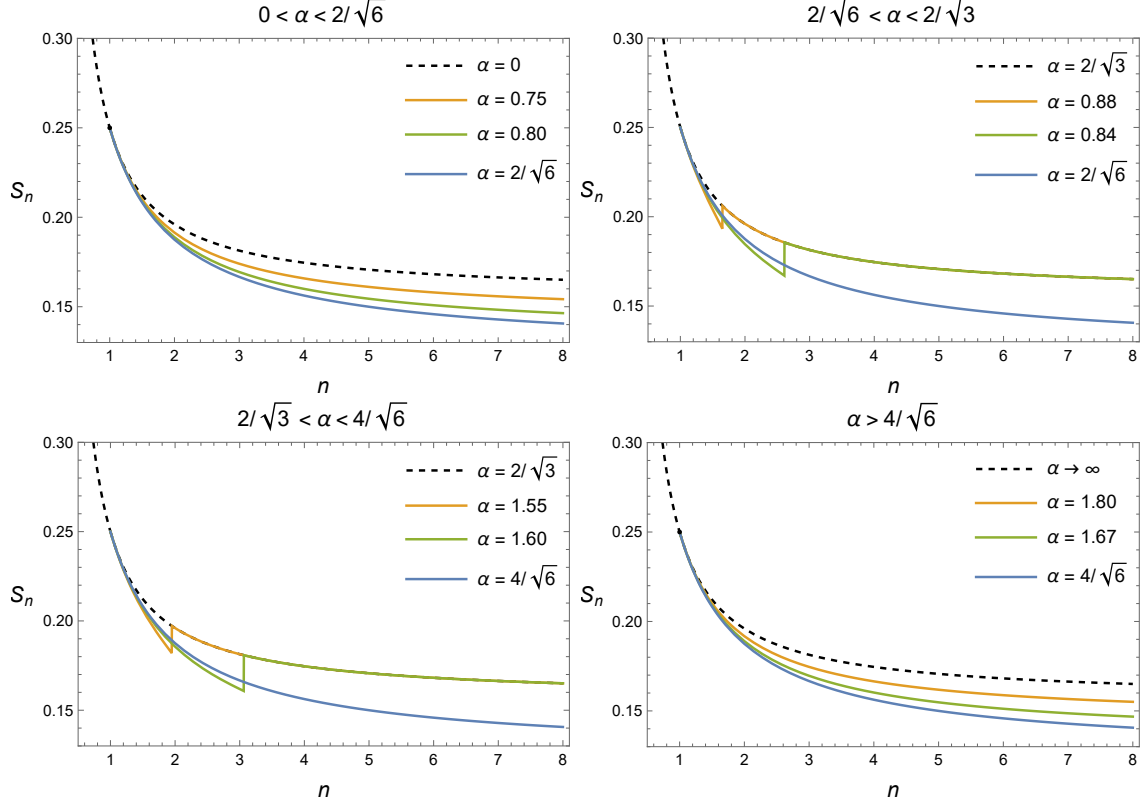 0 < α < 2/√6
0.30
0.25
0.20
0.15
Sₙ
α = 0
α = 0.75
α = 0.80
α = 2/√6
1 2 3 4 5 6 7 8
n
2/√6 < α < 2/√3
0.30
0.25
0.20
0.15
Sₙ
α = 2/√3
α = 0.88
α = 0.84
α = 2/√6
1 2 3 4 5 6 7 8
n
2/√3 < α < 4/√6
0.30
0.25
0.20
0.15
Sₙ
α = 2/√3
α = 1.55
α = 1.60
α = 4/√6
1 2 3 4 5 6 7 8
n
α > 4/√6
0.30
0.25
0.20
0.15
Sₙ
α → ∞
α = 1.80
α = 1.67
α = 4/√6
1 2 3 4 5 6 7 8
n